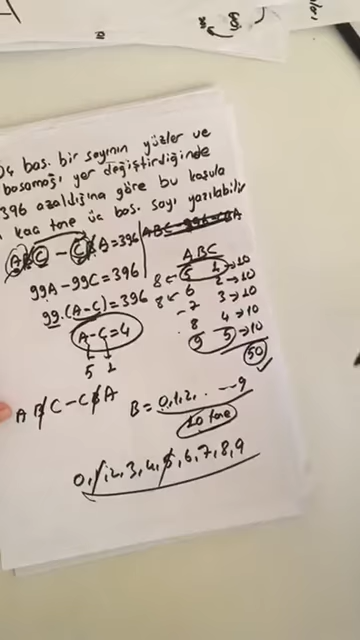 Üç bas. bir sayının yüzler ve
basamağı yer değiştirdiğinde
396 azaldığına göre bu koşula
kaç tane üç bas. sayı yazılabilir
ABC - CBA = 396
99A - 99C = 396
99.(A-C) = 396
A-C = 4
5 1
ABC - CBA
ABC
5 1 → 10
6 2 → 10
7 3 → 10
8 4 → 10
9 5 → 10
50
B = 0,1,2, . . . 9
10 tane
0,1,2,3,4,5,6,7,8,9